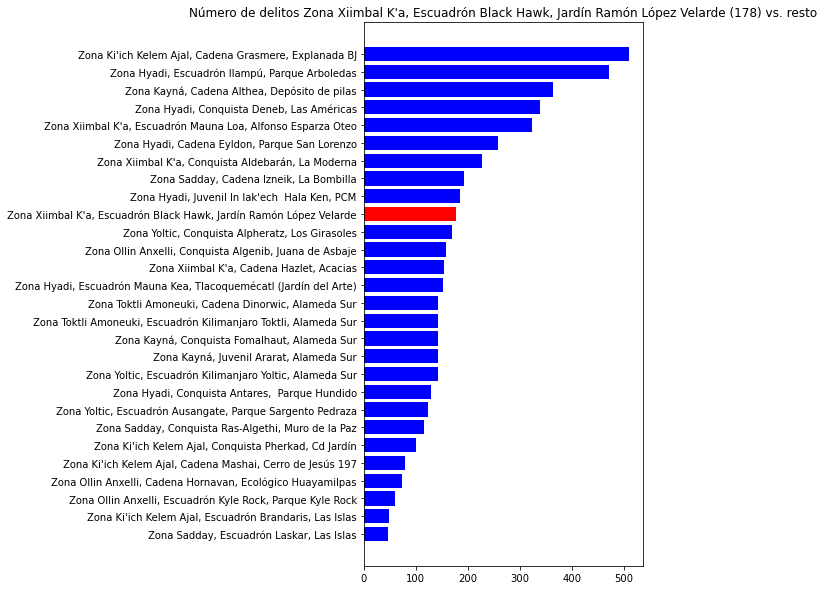 Número de delitos Zona Xiimbal K'a, Escuadrón Black Hawk, Jardín Ramón López Velarde (178) vs. resto
Zona Ki'ich Kelem Ajal, Cadena Grasmere, Explanada BJ
Zona Hyadi, Escuadrón Ilampú, Parque Arboledas
Zona Kayná, Cadena Althea, Depósito de pilas
Zona Hyadi, Conquista Deneb, Las Américas
Zona Xiimbal K'a, Escuadrón Mauna Loa, Alfonso Esparza Oteo
Zona Hyadi, Cadena Eyldon, Parque San Lorenzo
Zona Xiimbal K'a, Conquista Aldebarán, La Moderna
Zona Sadday, Cadena Izneik, La Bombilla
Zona Hyadi, Juvenil In lak'ech  Hala Ken, PCM
Zona Xiimbal K'a, Escuadrón Black Hawk, Jardín Ramón López Velarde
Zona Yoltic, Conquista Alpheratz, Los Girasoles
Zona Ollin Anxelli, Conquista Algenib, Juana de Asbaje
Zona Xiimbal K'a, Cadena Hazlet, Acacias
Zona Hyadi, Escuadrón Mauna Kea, Tlacoquemécatl (Jardín del Arte)
Zona Toktli Amoneuki, Cadena Dinorwic, Alameda Sur
Zona Toktli Amoneuki, Escuadrón Kilimanjaro Toktli, Alameda Sur
Zona Kayná, Conquista Fomalhaut, Alameda Sur
Zona Kayná, Juvenil Ararat, Alameda Sur
Zona Yoltic, Escuadrón Kilimanjaro Yoltic, Alameda Sur
Zona Hyadi, Conquista Antares,  Parque Hundido
Zona Yoltic, Escuadrón Ausangate, Parque Sargento Pedraza
Zona Sadday, Conquista Ras-Algethi, Muro de la Paz
Zona Ki'ich Kelem Ajal, Conquista Pherkad, Cd Jardín
Zona Ki'ich Kelem Ajal, Cadena Mashai, Cerro de Jesús 197
Zona Ollin Anxelli, Cadena Hornavan, Ecológico Huayamilpas
Zona Ollin Anxelli, Escuadrón Kyle Rock, Parque Kyle Rock
Zona Ki'ich Kelem Ajal, Escuadrón Brandaris, Las Islas
Zona Sadday, Escuadrón Laskar, Las Islas
0 100 200 300 400 500